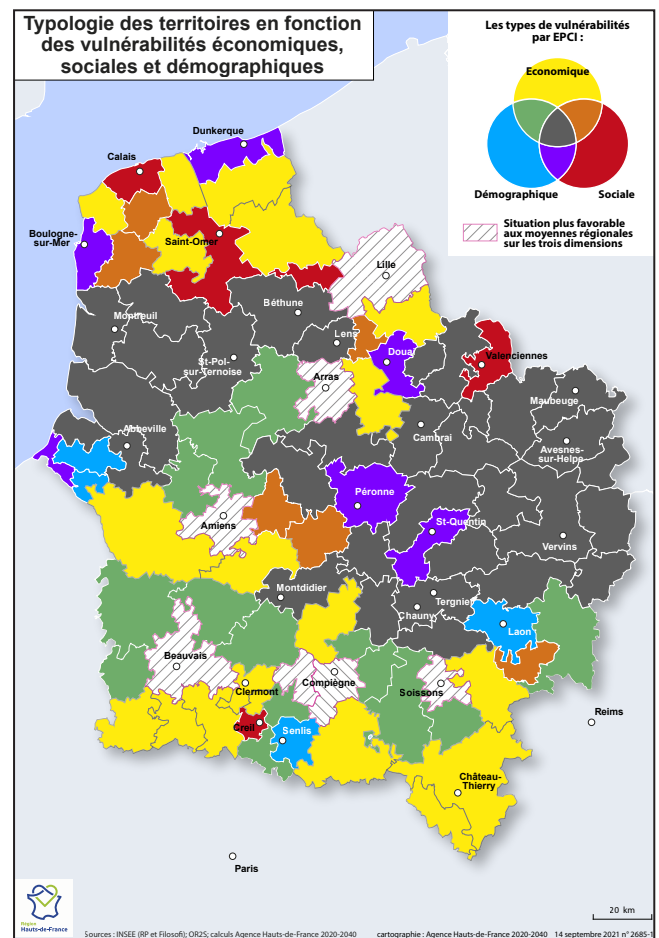 Typologie des territoires en fonction
des vulnérabilités économiques,
sociales et démographiques
Les types de vulnérabilités
par EPCI :
Economique
Démographique
Sociale
Situation plus favorable
aux moyennes régionales
sur les trois dimensions
Dunkerque
Calais
Boulogne-
sur-Mer
Saint-Omer
Lille
Béthune
Montreuil
Lens
Douai
Valenciennes
St-Pol-
sur-Ternoise
Arras
Maubeuge
Abbeville
Cambrai
Avesnes-
sur-Helpe
Péronne
Amiens
St-Quentin
Vervins
Montdidier
Tergnier
Chauny
Laon
Beauvais
Compiègne
Clermont
Soissons
Reims
Creil
Senlis
Château-
Thierry
Paris
20 km
Région
Hauts-de-France
Sources : INSEE (RP et Filosofi); OR2S; calculs Agence Hauts-de-France 2020-2040
cartographie : Agence Hauts-de-France 2020-2040 14 septembre 2021 n° 2685-1